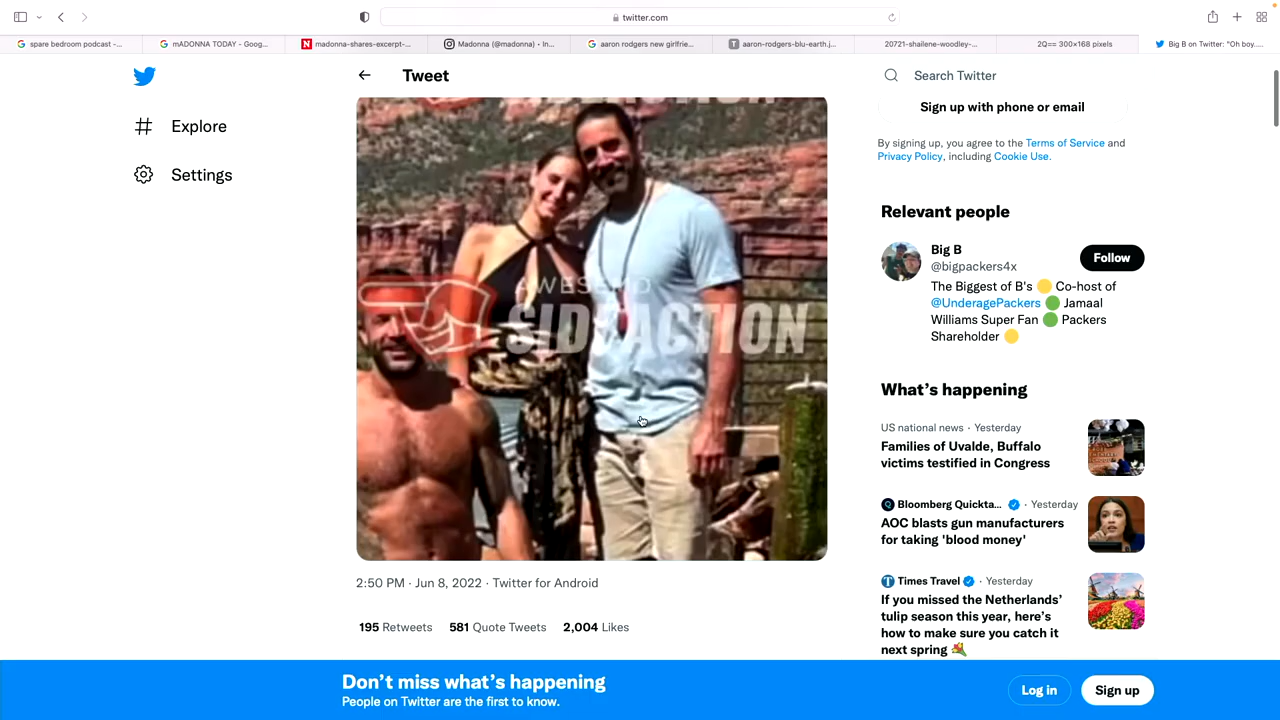 twitter.com
spare bedroom podcast -...
mADONNA TODAY - Goog...
madonna-shares-excerpt-...
Madonna (@madonna) • In...
aaron rodgers new girlfrie...
aaron-rodgers-blu-earth.j...
20721-shailene-woodley-...
2Q== 300×168 pixels
Big B on Twitter: "Oh boy....
Tweet
Explore
Settings
AWESEMO
SIDEACTION
2:50 PM · Jun 8, 2022 · Twitter for Android
195 Retweets 581 Quote Tweets 2,004 Likes
Search Twitter
Sign up with phone or email
By signing up, you agree to the Terms of Service and
Privacy Policy, including Cookie Use.
Relevant people
Big B
@bigpackers4x
Follow
The Biggest of B's 🟡 Co-host of
@UnderagePackers 🟢 Jamaal
Williams Super Fan 🟢 Packers
Shareholder 🟡
What's happening
US national news · Yesterday
Families of Uvalde, Buffalo
victims testified in Congress
Bloomberg Quickta... · Yesterday
AOC blasts gun manufacturers
for taking 'blood money'
Times Travel · Yesterday
If you missed the Netherlands'
tulip season this year, here's
how to make sure you catch it
next spring 🌷
Don't miss what's happening
People on Twitter are the first to know.
Log in
Sign up